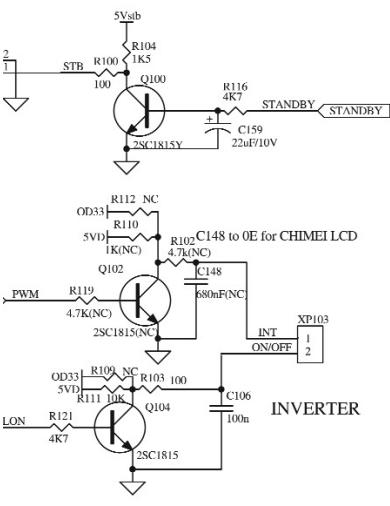 5Vstb
R104
1K5
2
1
STB
R100
100
Q100
R116
4K7
STANDBY
STANDBY
+
C159
22uF/10V
2SC1815Y
R112 NC
OD33
R110
5VD
1K(NC)
R102
4.7k(NC)
C148 to 0E for CHIMEI LCD
Q102
C148
680nF(NC)
PWM
R119
4.7K(NC)
2SC1815(NC)
XP103
INT
1
ON/OFF
2
OD33
R109 NC
5VD
R103 100
R111 10K
Q104
C106
100n
INVERTER
LON
R121
4K7
2SC1815